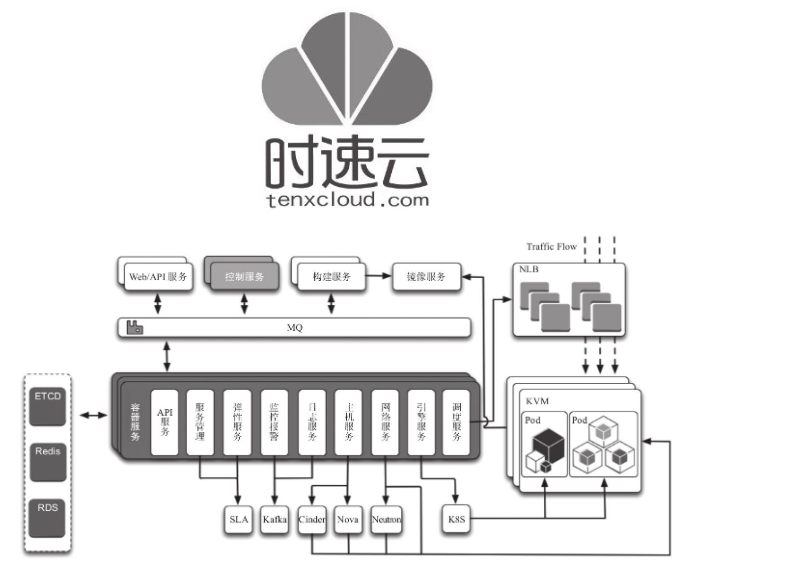 时速云
tenxcloud.com
Traffic Flow
Web/API 服务
控制服务
构建服务
镜像服务
NLB
MQ
ETCD
Redis
RDS
容器服务
API服务
服务管理
弹性服务
监控报警
日志服务
主机服务
网络服务
引擎服务
调度服务
KVM
Pod
Pod
SLA
Kafka
Cinder
Nova
Neutron
K8S